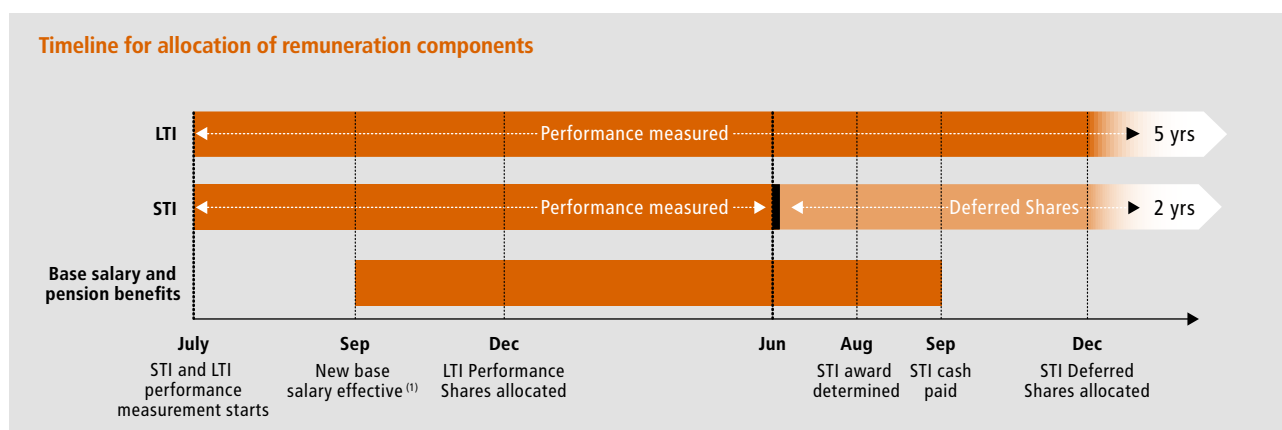 Timeline for allocation of remuneration components
LTI
Performance measured
5 yrs
STI
Performance measured
Deferred Shares
2 yrs
Base salary and
pension benefits
July
STI and LTI
performance
measurement starts
Sep
New base
salary effective (1)
Dec
LTI Performance
Shares allocated
Jun
Aug
STI award
determined
Sep
STI cash
paid
Dec
STI Deferred
Shares allocated